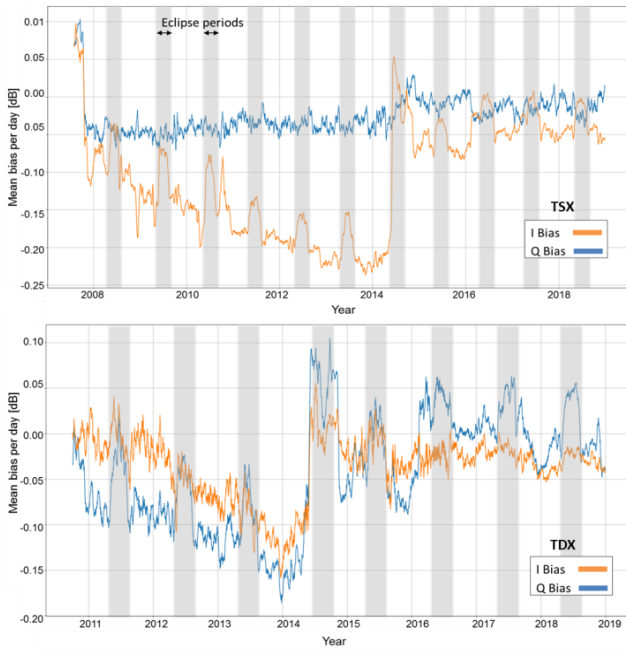 Eclipse periods
0.01
0.05
0.00
0.05
-0.10
-0.15
-0.20
-0.25
Mean bias per day [dB]
TSX
I Bias
Q Bias
2008 2010 2012 2014 2016 2018
Year
0.10
0.05
0.00
-0.05
-0.10
-0.15
-0.20
Mean bias per day [dB]
TDX
I Bias
Q Bias
2011 2012 2013 2014 2015 2016 2017 2018 2019
Year